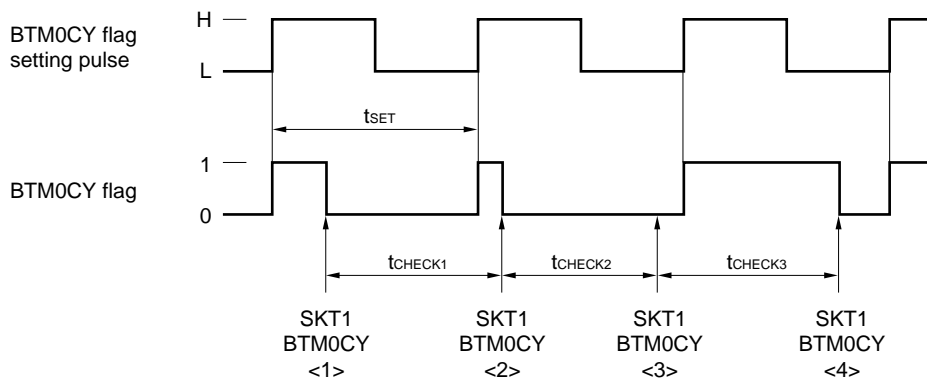 BTM0CY flag
setting pulse
H
L
tSET
BTM0CY flag
1
0
tCHECK1
tCHECK2
tCHECK3
SKT1
BTM0CY
<1>
SKT1
BTM0CY
<2>
SKT1
BTM0CY
<3>
SKT1
BTM0CY
<4>